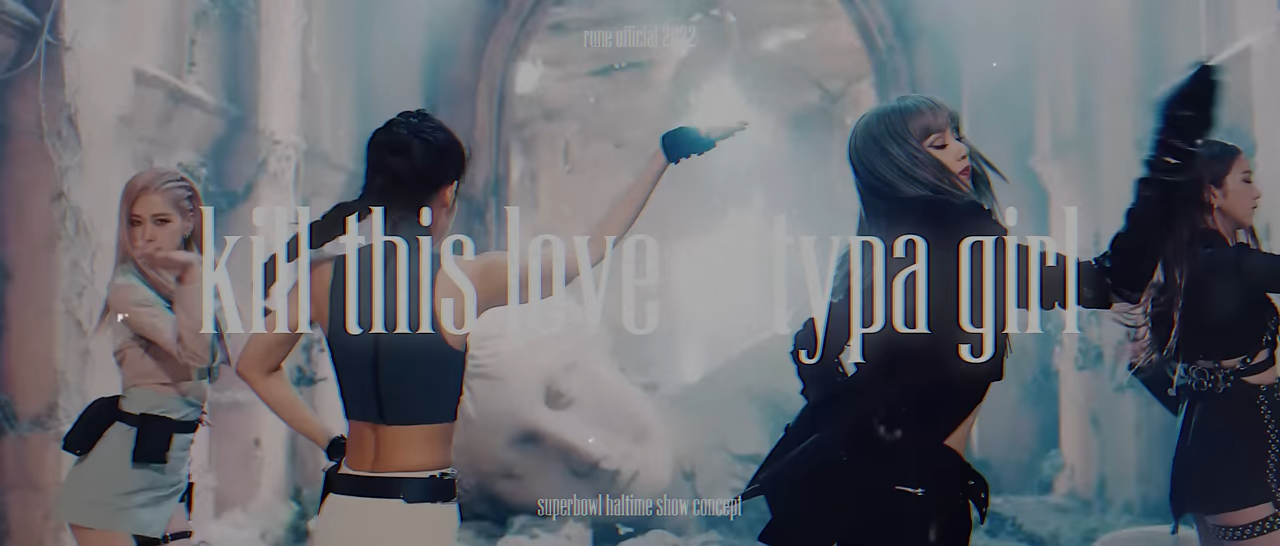 rune official 2022
kill this love typa girl
superbowl halftime show concept